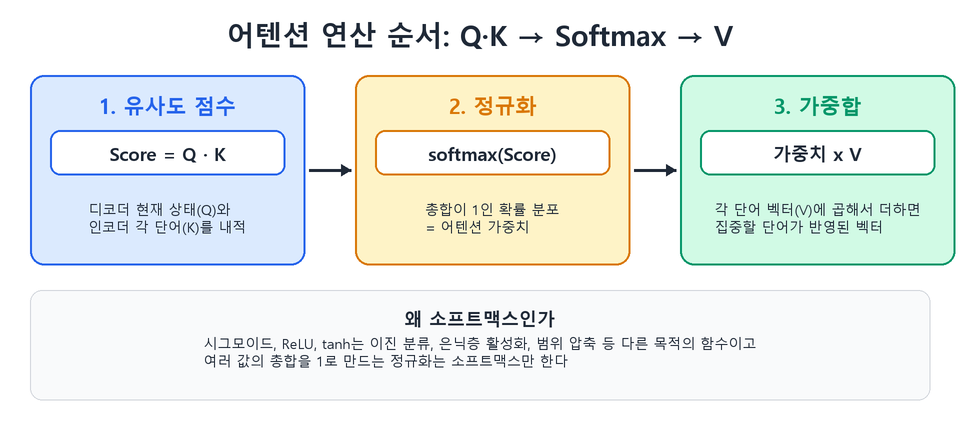 어텐션 연산 순서: Q·K → Softmax → V
1. 유사도 점수
Score = Q · K
디코더 현재 상태(Q)와
인코더 각 단어(K)를 내적
2. 정규화
softmax(Score)
총합이 1인 확률 분포
= 어텐션 가중치
3. 가중합
가중치 x V
각 단어 벡터(V)에 곱해서 더하면
집중할 단어가 반영된 벡터
왜 소프트맥스인가
시그모이드, ReLU, tanh는 이진 분류, 은닉층 활성화, 범위 압축 등 다른 목적의 함수이고
여러 값의 총합을 1로 만드는 정규화는 소프트맥스만 한다